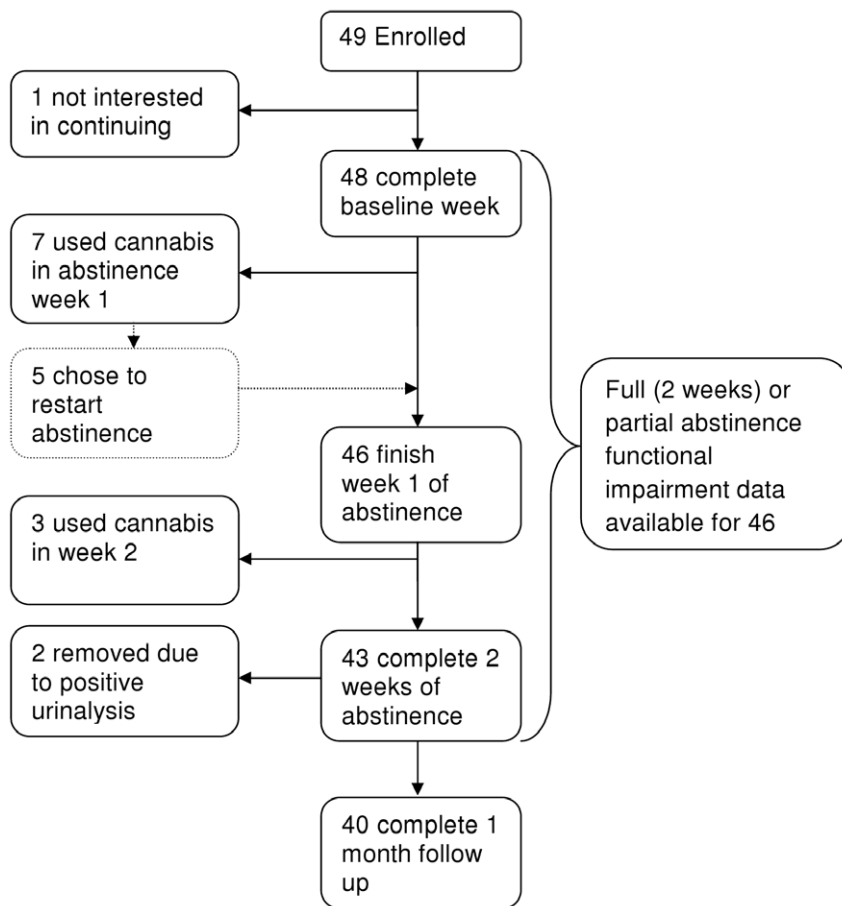 49 Enrolled
1 not interested
in continuing
48 complete
baseline week
7 used cannabis
in abstinence
week 1
5 chose to
restart
abstinence
46 finish
week 1 of
abstinence
3 used cannabis
in week 2
2 removed due
to positive
urinalysis
43 complete 2
weeks of
abstinence
40 complete 1
month follow
up
Full (2 weeks) or
partial abstinence
functional
impairment data
available for 46